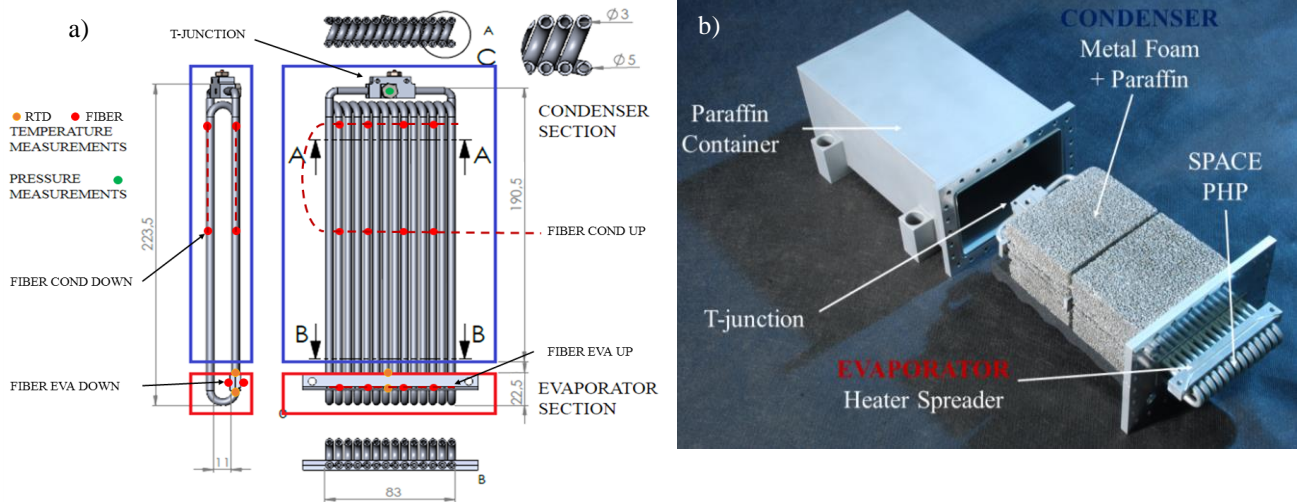 a)
T-JUNCTION
A
C
Ø3
Ø5
RTD FIBER
TEMPERATURE
MEASUREMENTS
PRESSURE
MEASUREMENTS
CONDENSER
SECTION
A A
223,5
190,5
FIBER COND UP
FIBER COND DOWN
B B
FIBER EVA UP
FIBER EVA DOWN
EVAPORATOR
SECTION
22,5
11
83
B
b)
CONDENSER
Metal Foam
+ Paraffin
Paraffin
Container
SPACE
PHP
T-junction
EVAPORATOR
Heater Spreader